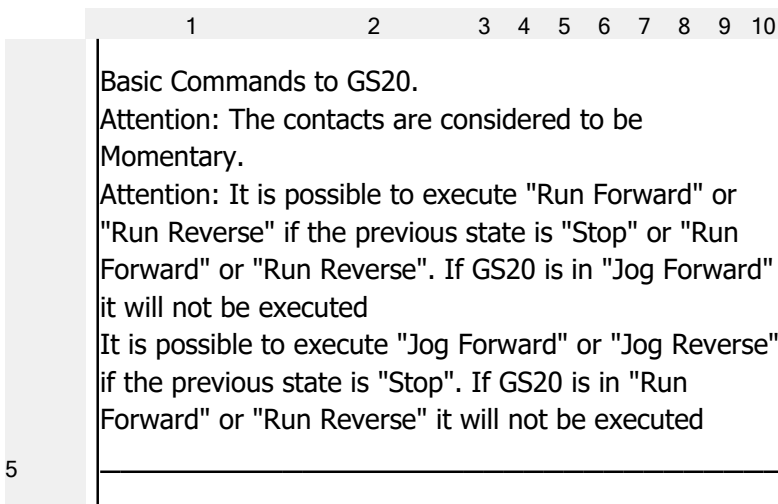 1 2 3 4 5 6 7 8 9 10
Basic Commands to GS20.
Attention: The contacts are considered to be
Momentary.
Attention: It is possible to execute "Run Forward" or
"Run Reverse" if the previous state is "Stop" or "Run
Forward" or "Run Reverse". If GS20 is in "Jog Forward"
it will not be executed
It is possible to execute "Jog Forward" or "Jog Reverse"
if the previous state is "Stop". If GS20 is in "Run
Forward" or "Run Reverse" it will not be executed
5